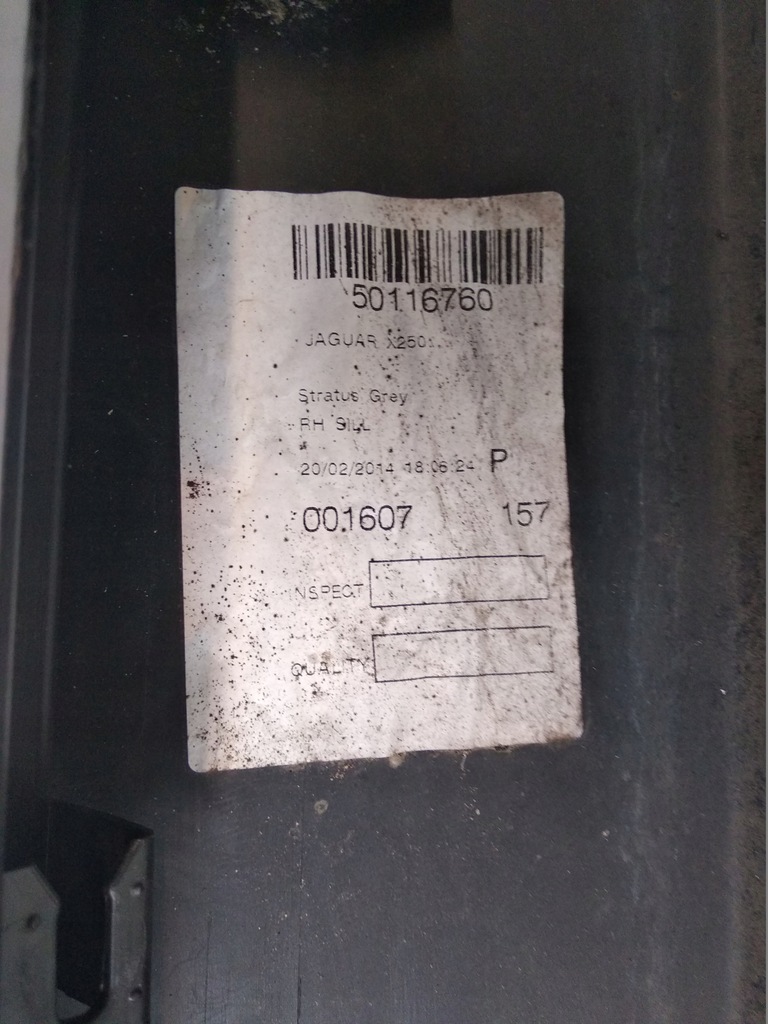 50116760
JAGUAR X250
Stratus Grey
RH SILL
20/02/2014 18:06:24 P
001607 157
INSPECT
QUALITY